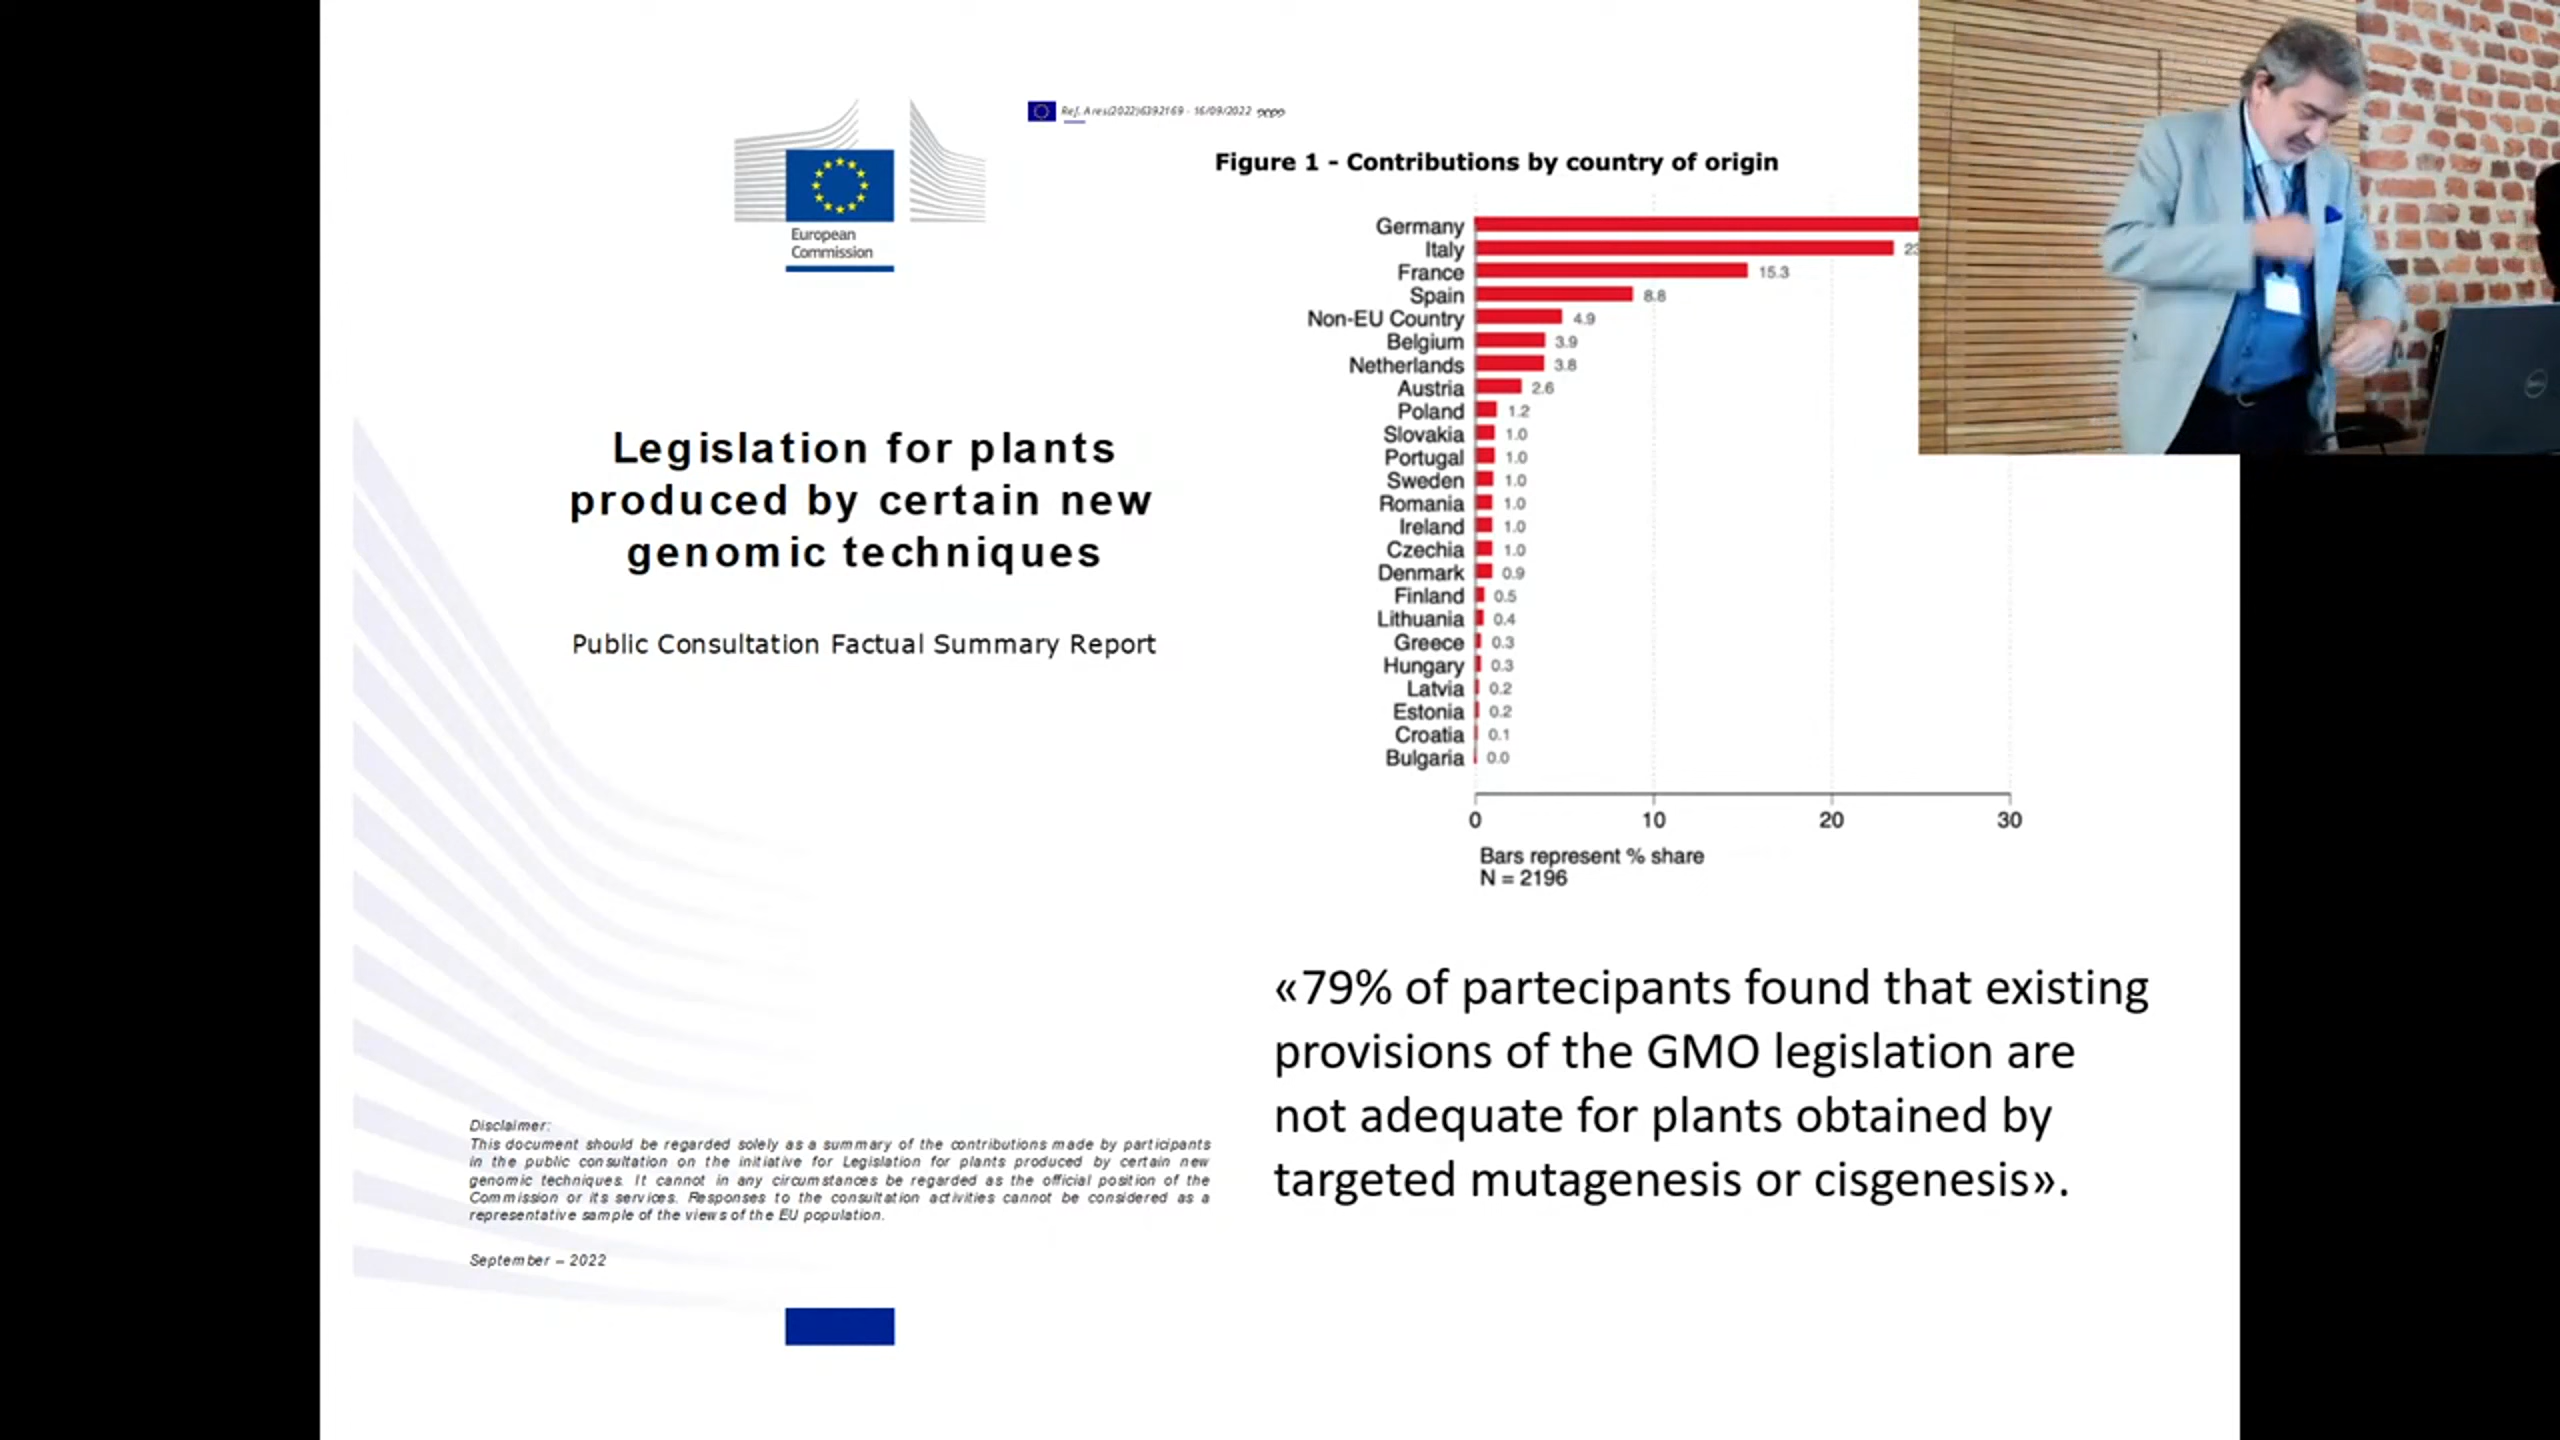 European
Commission
Ref. Ares(2022)6392169 - 16/09/2022
Legislation for plants
produced by certain new
genomic techniques
Public Consultation Factual Summary Report
Disclaimer:
This document should be regarded solely as a summary of the contributions made by participants
in the public consultation on the initiative for Legislation for plants produced by certain new
genomic techniques. It cannot in any circumstances be regarded as the official position of the
Commission or its services. Responses to the consultation activities cannot be considered as a
representative sample of the views of the EU population.
September – 2022
Figure 1 - Contributions by country of origin
Germany
Italy
France 15.3
Spain 8.8
Non-EU Country 4.9
Belgium 3.9
Netherlands 3.8
Austria 2.6
Poland 1.2
Slovakia 1.0
Portugal 1.0
Sweden 1.0
Romania 1.0
Ireland 1.0
Czechia 1.0
Denmark 0.9
Finland 0.5
Lithuania 0.4
Greece 0.3
Hungary 0.3
Latvia 0.2
Estonia 0.2
Croatia 0.1
Bulgaria 0.0
0 10 20 30
Bars represent % share
N = 2196
«79% of partecipants found that existing
provisions of the GMO legislation are
not adequate for plants obtained by
targeted mutagenesis or cisgenesis».
DELL